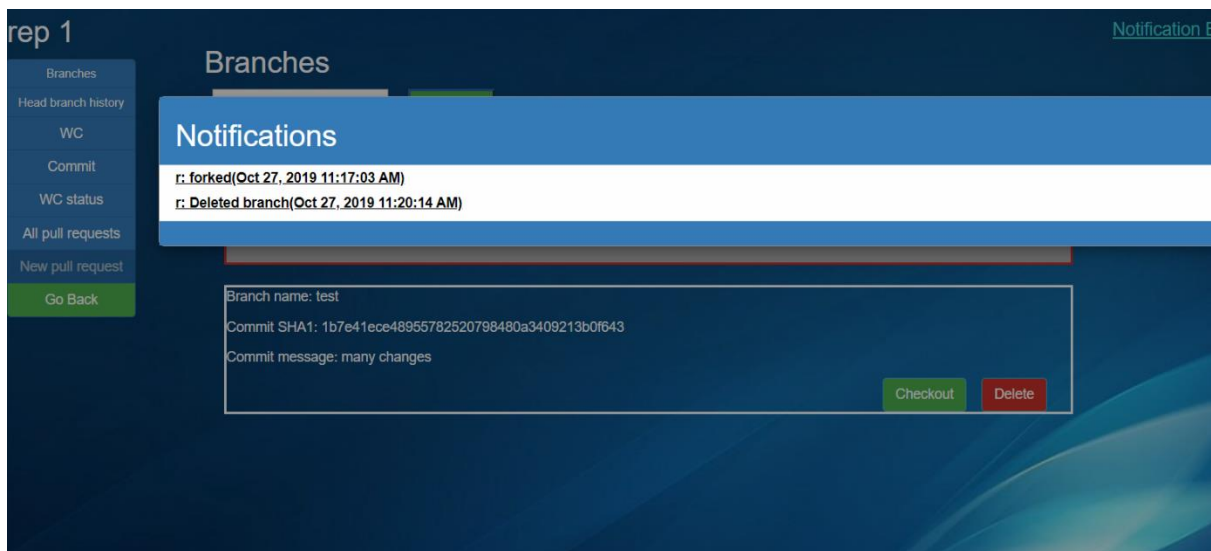 rep 1
Notification
Branches
Head branch history
WC
Commit
WC status
All pull requests
New pull request
Go Back
Branches
Notifications
r: forked(Oct 27, 2019 11:17:03 AM)
r: Deleted branch(Oct 27, 2019 11:20:14 AM)
Branch name: test
Commit SHA1: 1b7e41ece48955782520798480a3409213b0f643
Commit message: many changes
Checkout Delete